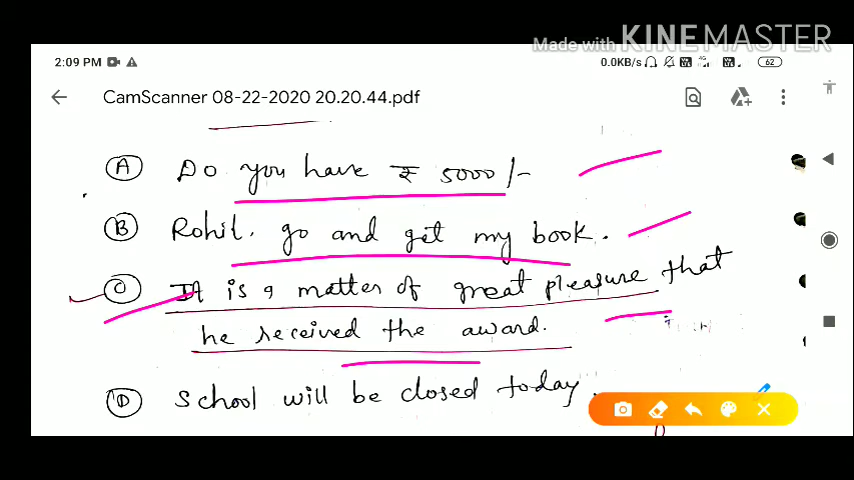 Made with KINEMASTER
2:09 PM 0.0KB/s 62
CamScanner 08-22-2020 20.20.44.pdf
A Do you have ₹ 5000/-
B Rohit. go and get my book.
C It is a matter of great pleasure that
he received the award.
D School will be closed today.